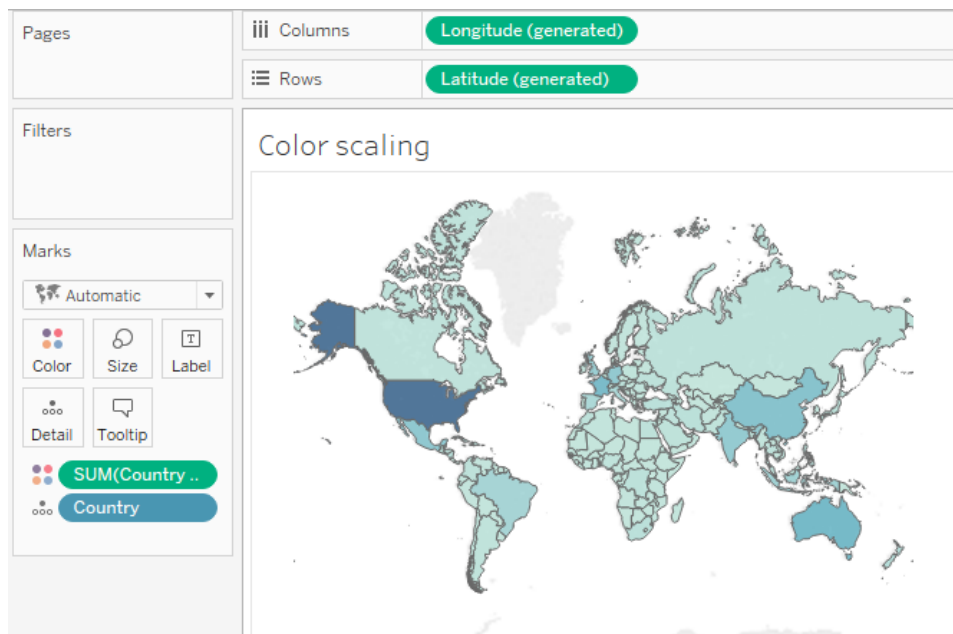 Pages
Columns
Longitude (generated)
Rows
Latitude (generated)
Filters
Color scaling
Marks
Automatic
Color
Size
T
Label
Detail
Tooltip
SUM(Country ..
Country